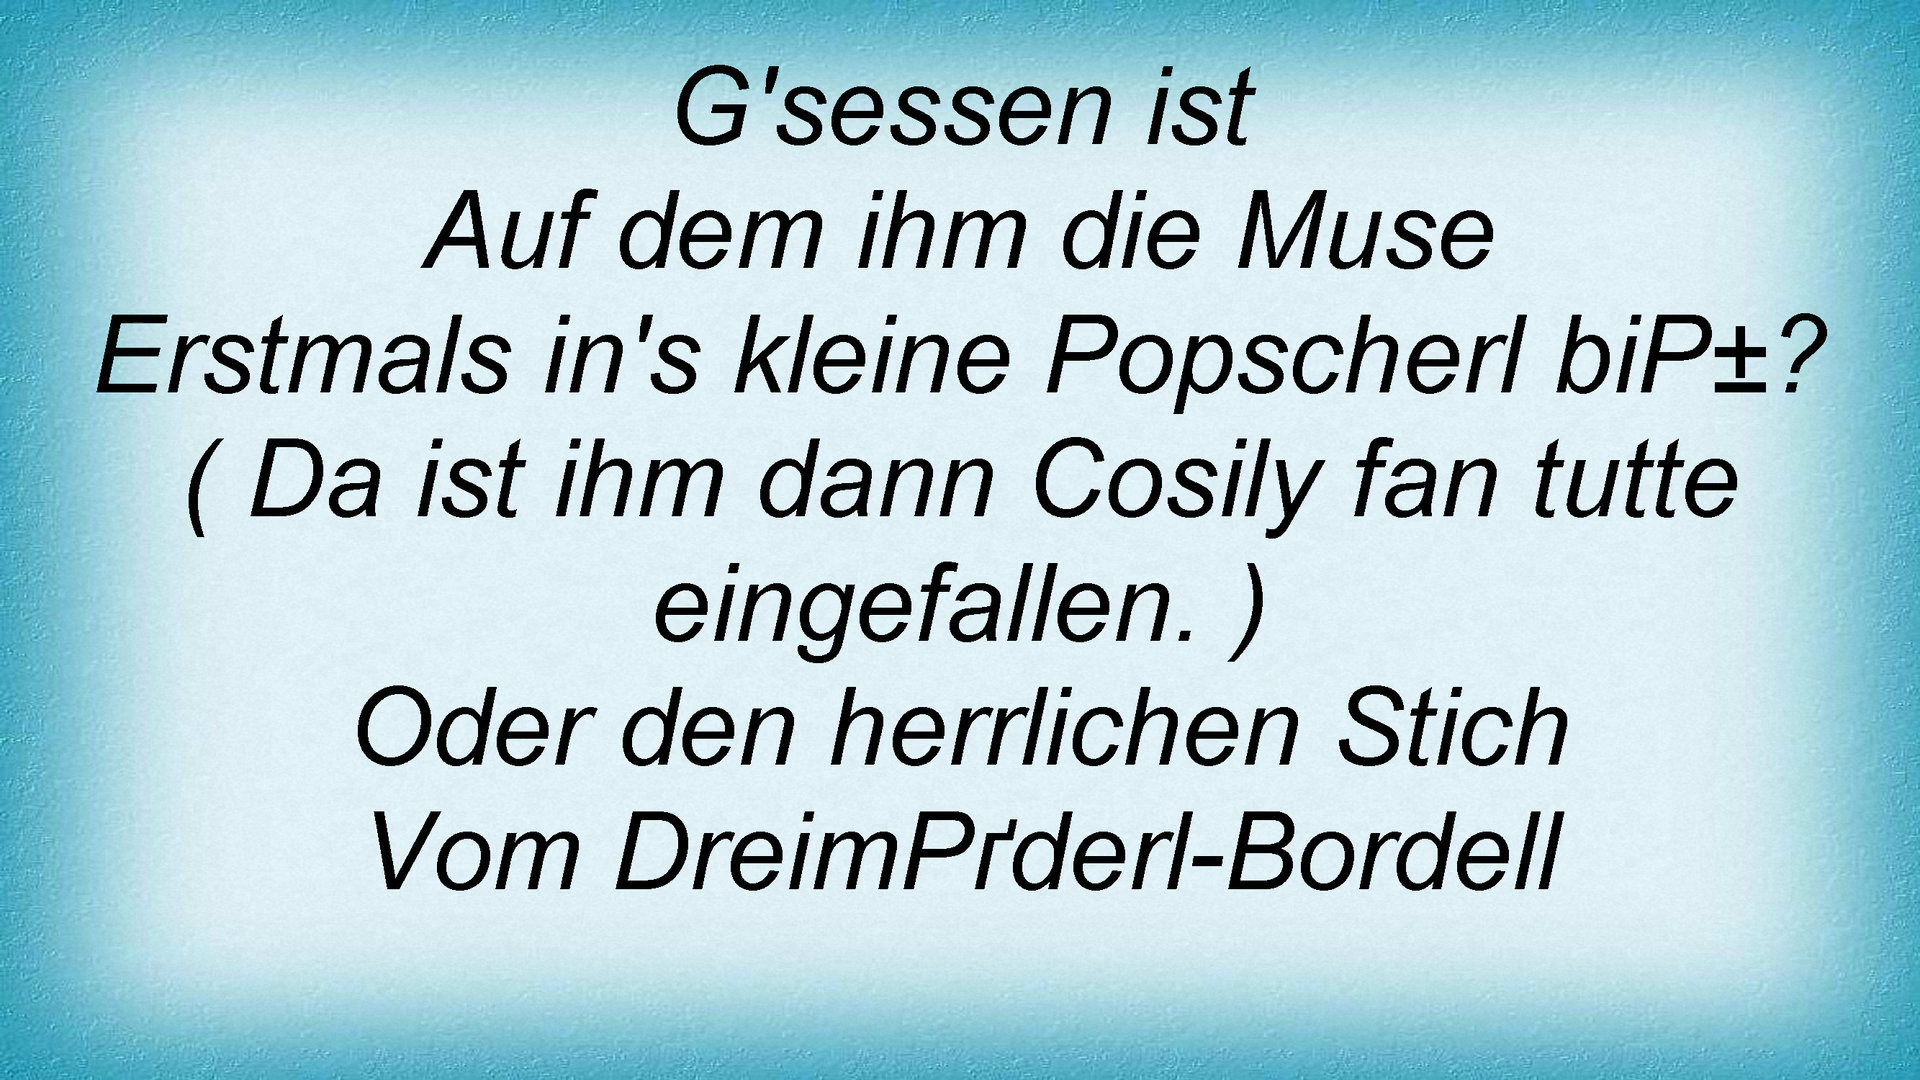 G'sessen ist
Auf dem ihm die Muse
Erstmals in's kleine Popscherl biP±?
( Da ist ihm dann Cosily fan tutte
eingefallen. )
Oder den herrlichen Stich
Vom DreimPґderl-Bordell